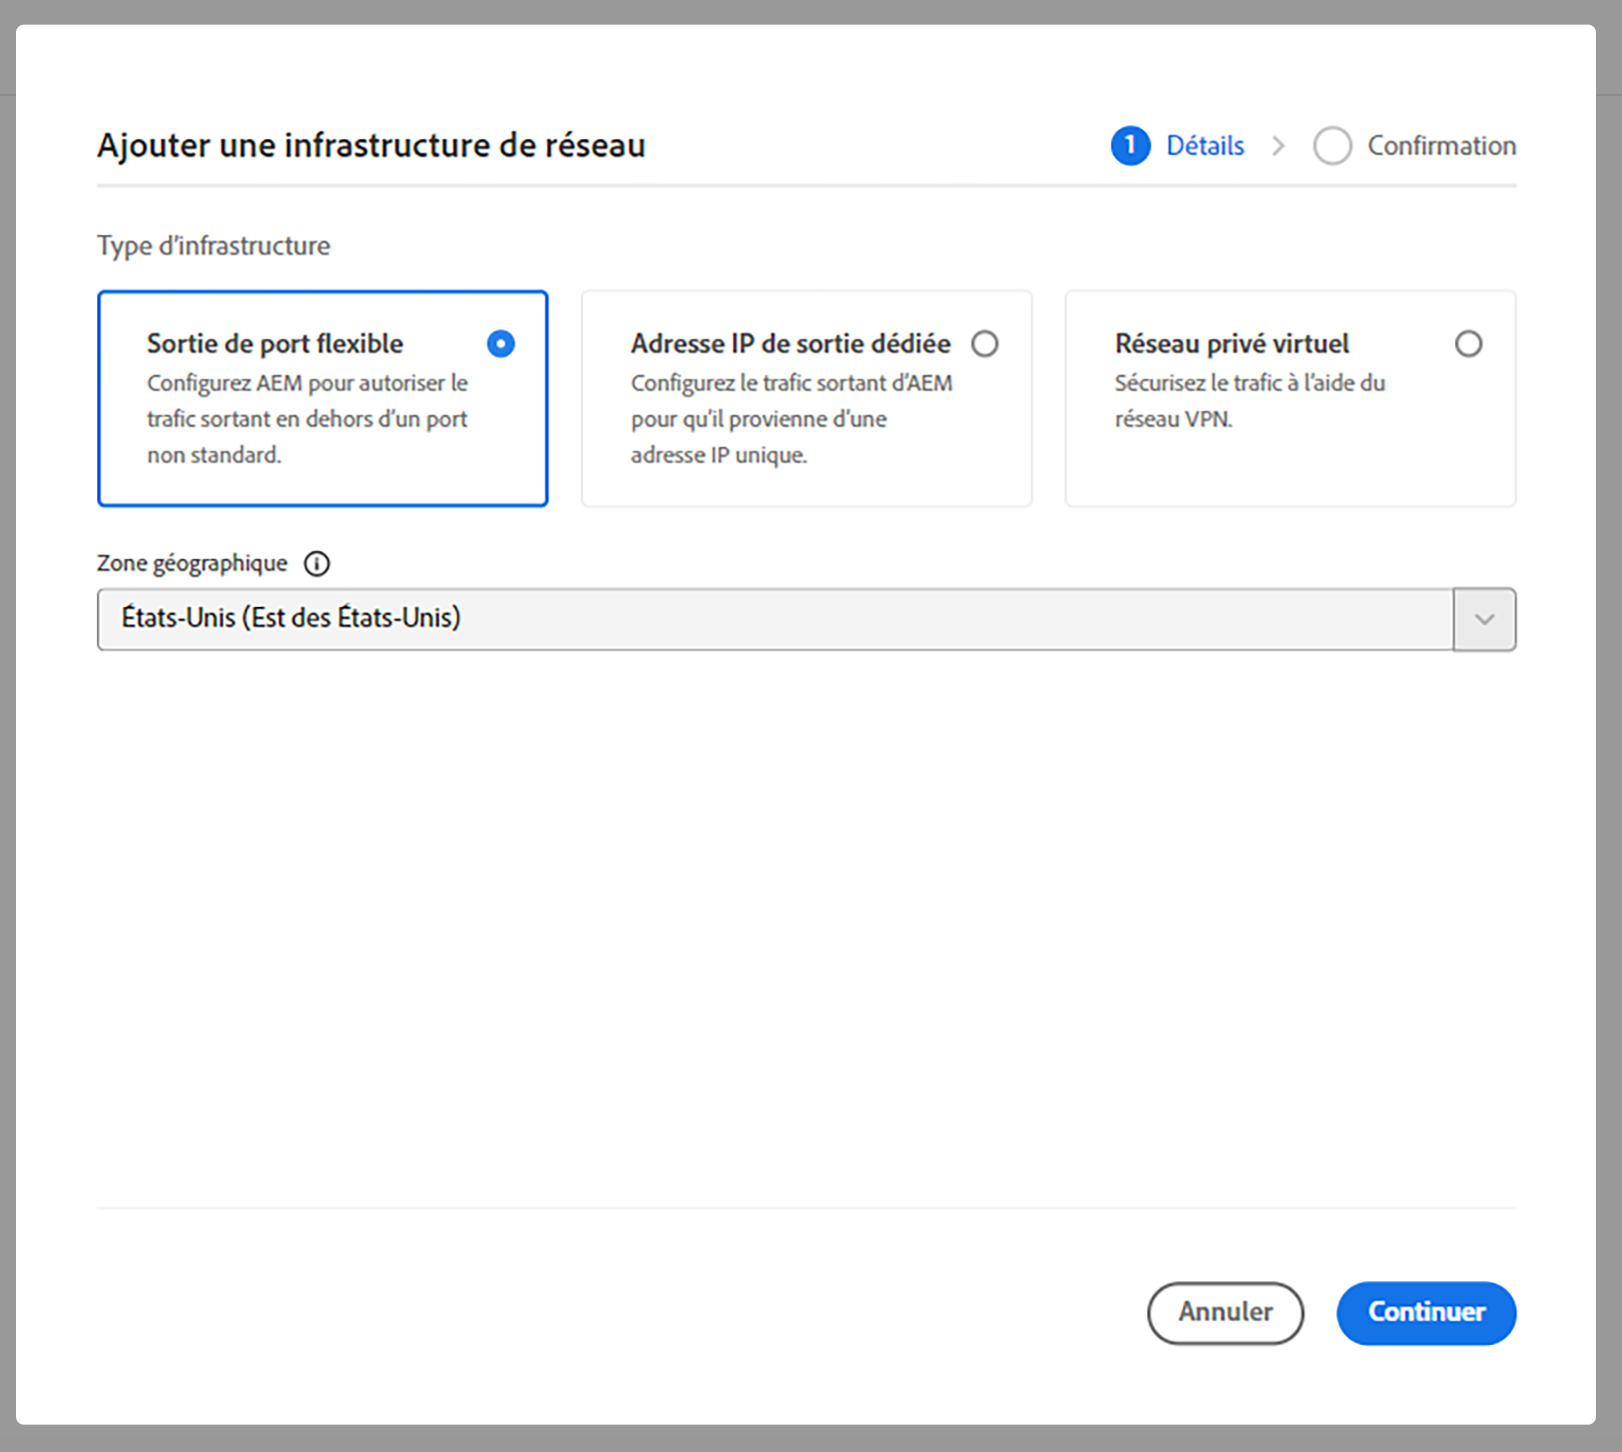 Ajouter une infrastructure de réseau
1 Détails > Confirmation
Type d'infrastructure
Sortie de port flexible
Configurez AEM pour autoriser le
trafic sortant en dehors d'un port
non standard.
Adresse IP de sortie dédiée
Configurez le trafic sortant d'AEM
pour qu'il provienne d'une
adresse IP unique.
Réseau privé virtuel
Sécurisez le trafic à l'aide du
réseau VPN.
Zone géographique
États-Unis (Est des États-Unis)
Annuler
Continuer